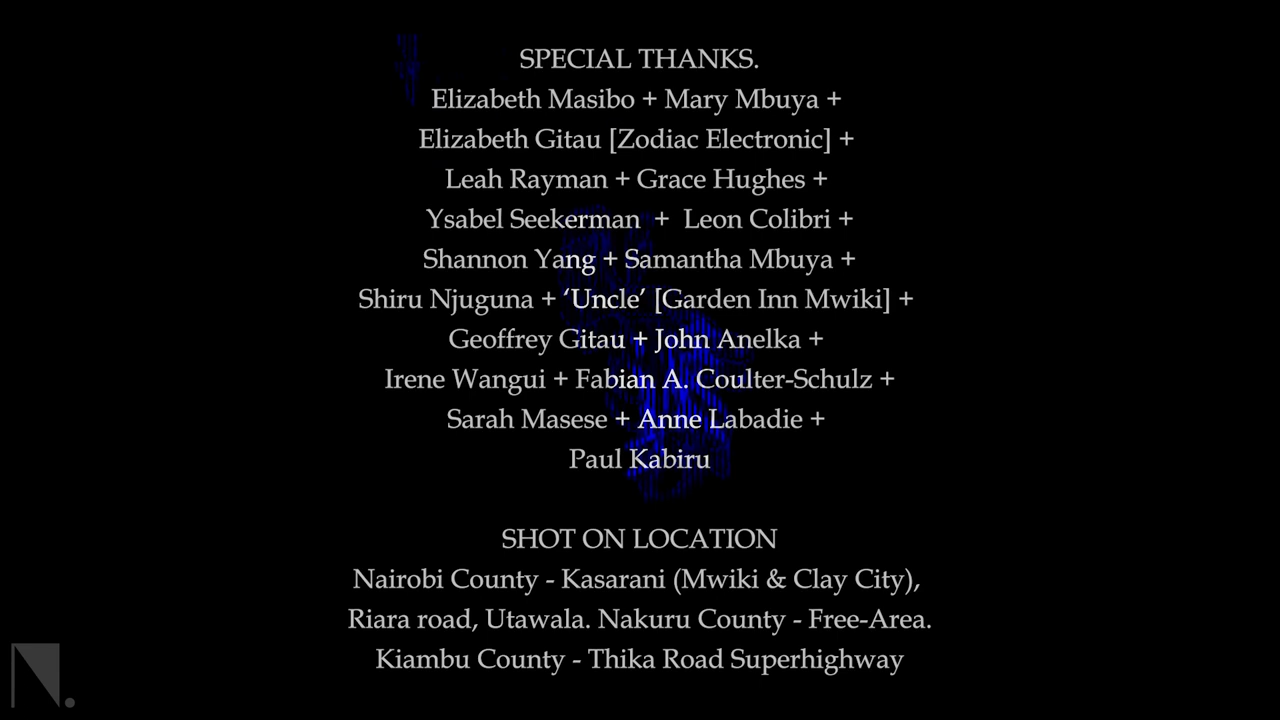 SPECIAL THANKS.
Elizabeth Masibo + Mary Mbuya +
Elizabeth Gitau [Zodiac Electronic] +
Leah Rayman + Grace Hughes +
Ysabel Seekerman + Leon Colibri +
Shannon Yang + Samantha Mbuya +
Shiru Njuguna + ‘Uncle’ [Garden Inn Mwiki] +
Geoffrey Gitau + John Anelka +
Irene Wangui + Fabian A. Coulter-Schulz +
Sarah Masese + Anne Labadie +
Paul Kabiru
SHOT ON LOCATION
Nairobi County - Kasarani (Mwiki & Clay City),
Riara road, Utawala. Nakuru County - Free-Area.
Kiambu County - Thika Road Superhighway
N.